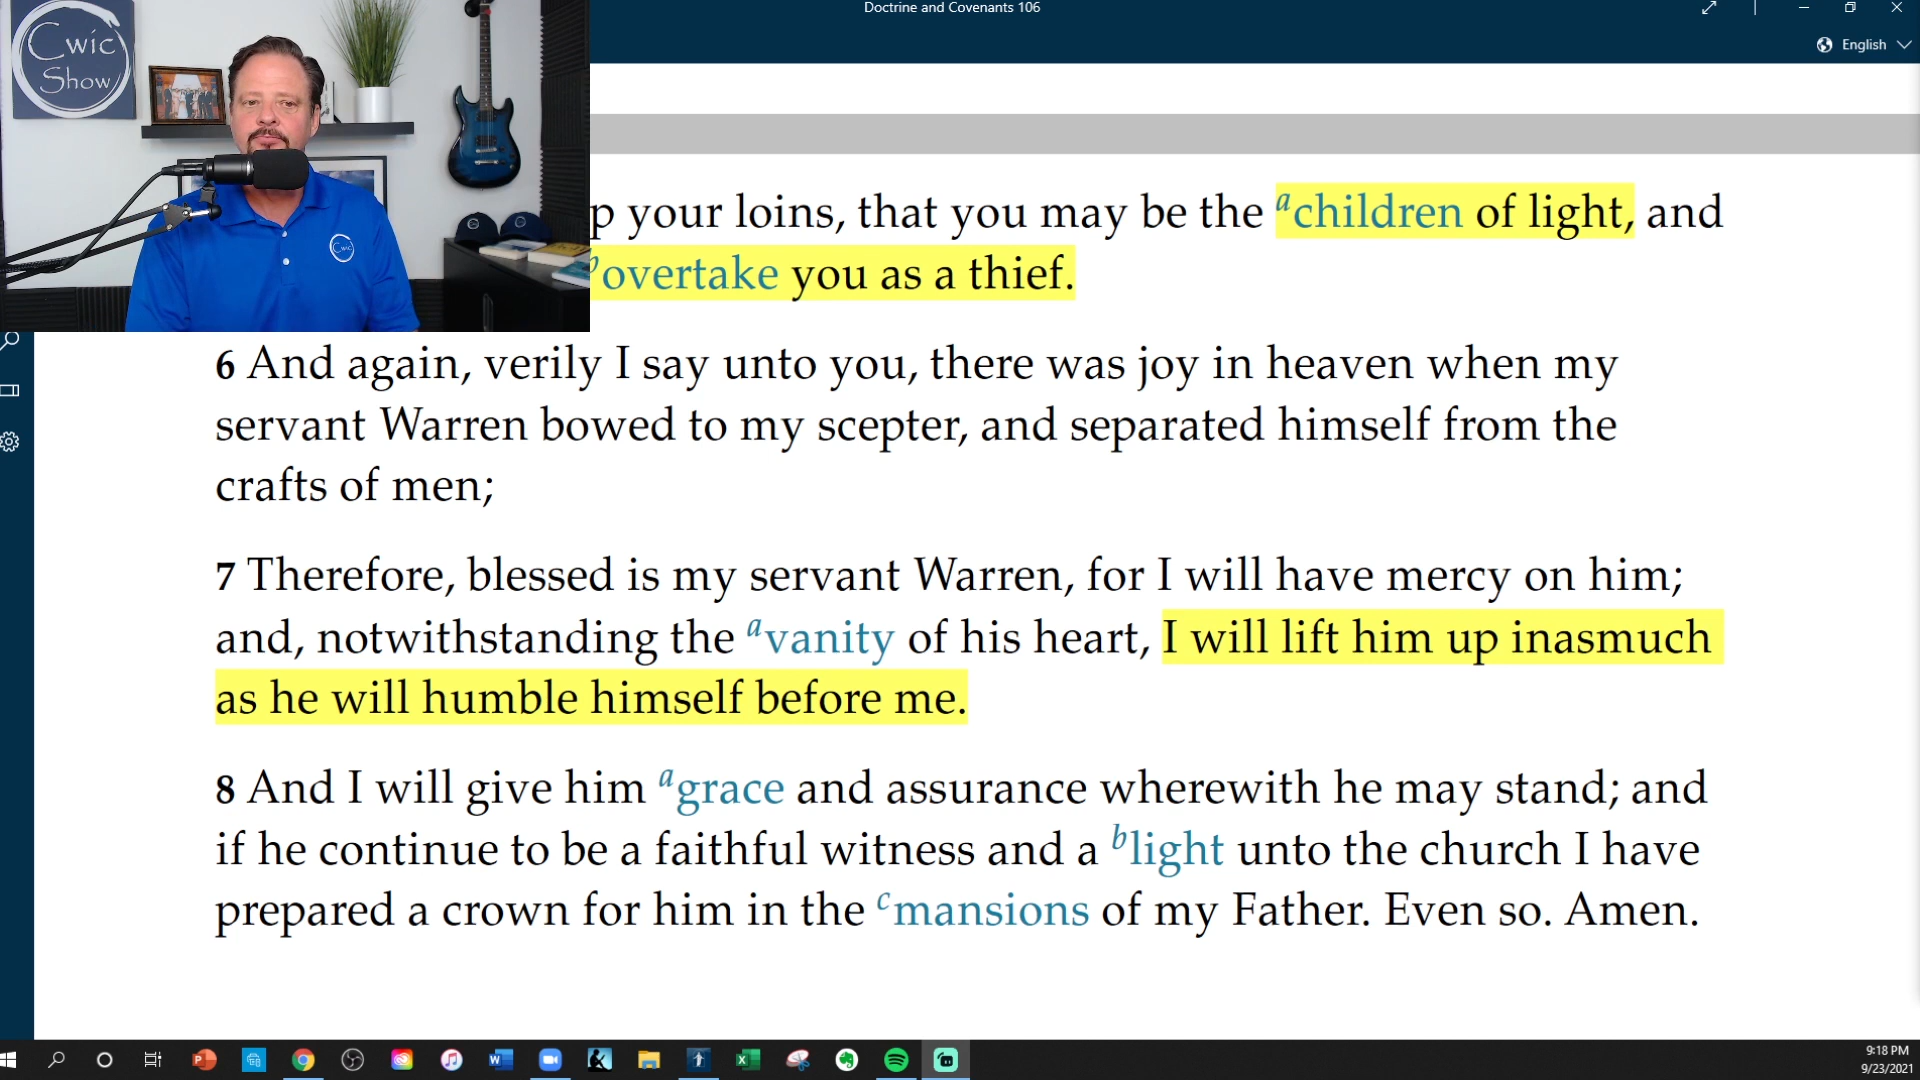 Doctrine and Covenants 106
English
Cwic
Show
Cwic
p your loins, that you may be the a children of light, and
b overtake you as a thief.
6 And again, verily I say unto you, there was joy in heaven when my
servant Warren bowed to my scepter, and separated himself from the
crafts of men;
7 Therefore, blessed is my servant Warren, for I will have mercy on him;
and, notwithstanding the a vanity of his heart, I will lift him up inasmuch
as he will humble himself before me.
8 And I will give him a grace and assurance wherewith he may stand; and
if he continue to be a faithful witness and a b light unto the church I have
prepared a crown for him in the c mansions of my Father. Even so. Amen.
9:18 PM
9/23/2021